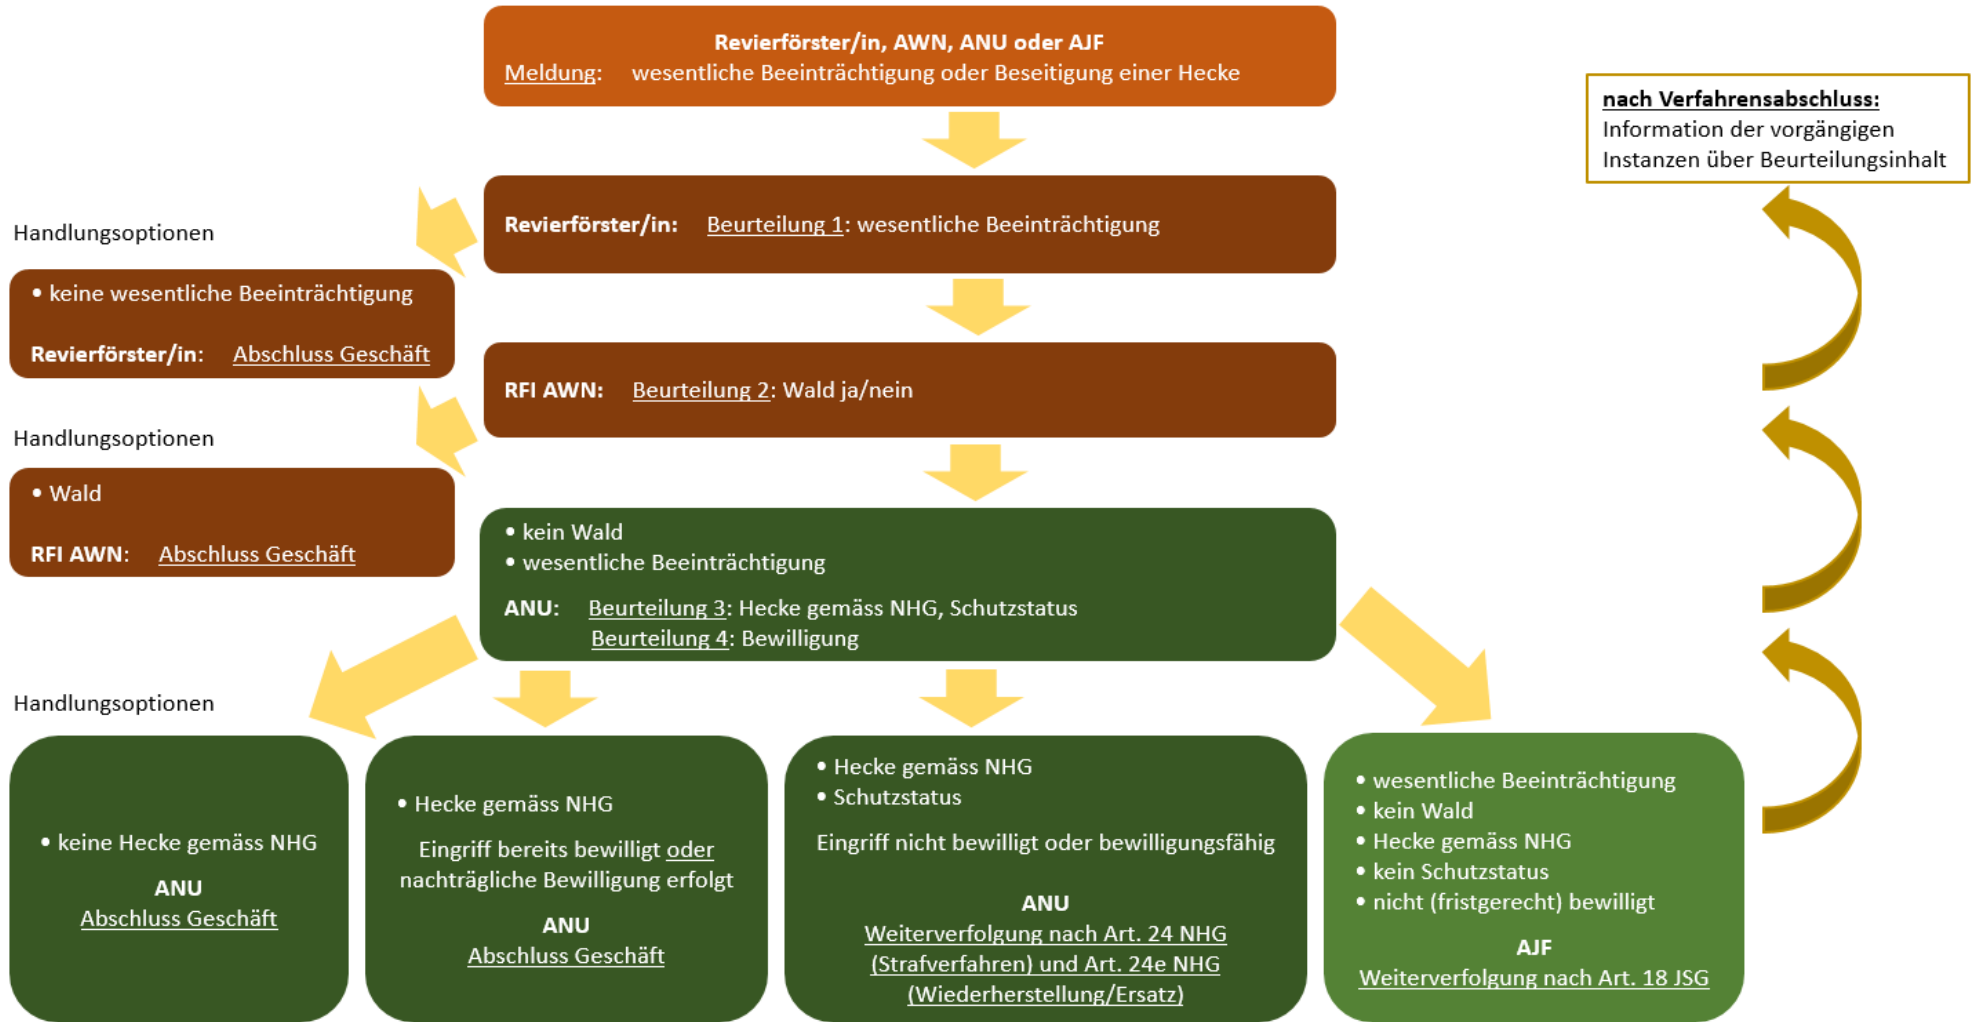 Revierförster/in, AWN, ANU oder AJF
Meldung: wesentliche Beeinträchtigung oder Beseitigung einer Hecke
nach Verfahrensabschluss:
Information der vorgängigen
Instanzen über Beurteilungsinhalt
Revierförster/in: Beurteilung 1: wesentliche Beeinträchtigung
Handlungsoptionen
• keine wesentliche Beeinträchtigung
Revierförster/in: Abschluss Geschäft
RFI AWN: Beurteilung 2: Wald ja/nein
Handlungsoptionen
• Wald
RFI AWN: Abschluss Geschäft
• kein Wald
• wesentliche Beeinträchtigung
ANU: Beurteilung 3: Hecke gemäss NHG, Schutzstatus
Beurteilung 4: Bewilligung
Handlungsoptionen
• keine Hecke gemäss NHG
ANU
Abschluss Geschäft
• Hecke gemäss NHG
Eingriff bereits bewilligt oder
nachträgliche Bewilligung erfolgt
ANU
Abschluss Geschäft
• Hecke gemäss NHG
• Schutzstatus
Eingriff nicht bewilligt oder bewilligungsfähig
ANU
Weiterverfolgung nach Art. 24 NHG
(Strafverfahren) und Art. 24e NHG
(Wiederherstellung/Ersatz)
• wesentliche Beeinträchtigung
• kein Wald
• Hecke gemäss NHG
• kein Schutzstatus
• nicht (fristgerecht) bewilligt
AJF
Weiterverfolgung nach Art. 18 JSG